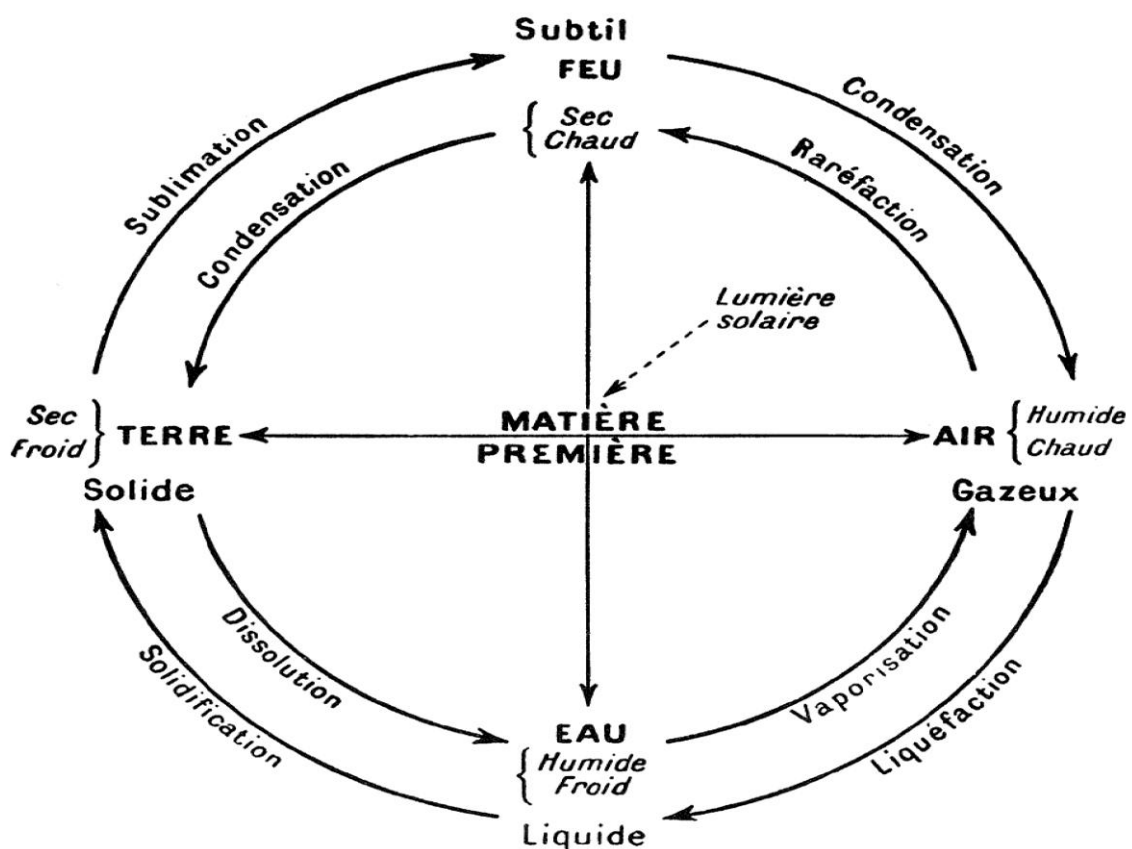 Subtil
FEU
Sec
Chaud
Sublimation
Condensation
Condensation
Raréfaction
Lumière
solaire
Sec
Froid
TERRE
Solide
MATIÈRE
PREMIÈRE
AIR
Humide
Chaud
Gazeux
Dissolution
Solidification
Vaporisation
Liquéfaction
EAU
Humide
Froid
Liquide